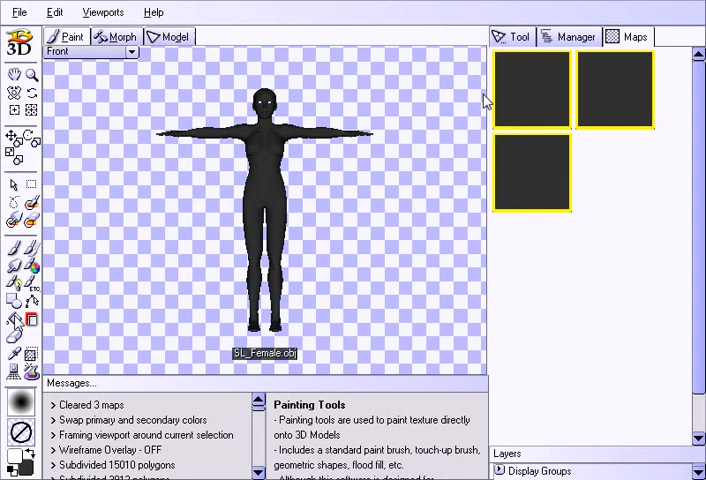 File Edit Viewports Help
3D Paint Morph Model Tool Manager Maps
Front
ETC
SL_Female.obj
Messages...
> Cleared 3 maps
> Swap primary and secondary colors
> Framing viewport around current selection
> Wireframe Overlay - OFF
> Subdivided 15010 polygons
Painting Tools
- Painting tools are used to paint texture directly
onto 3D Models
- Includes a standard paint brush, touch-up brush,
geometric shapes, flood fill, etc.
Layers
Display Groups